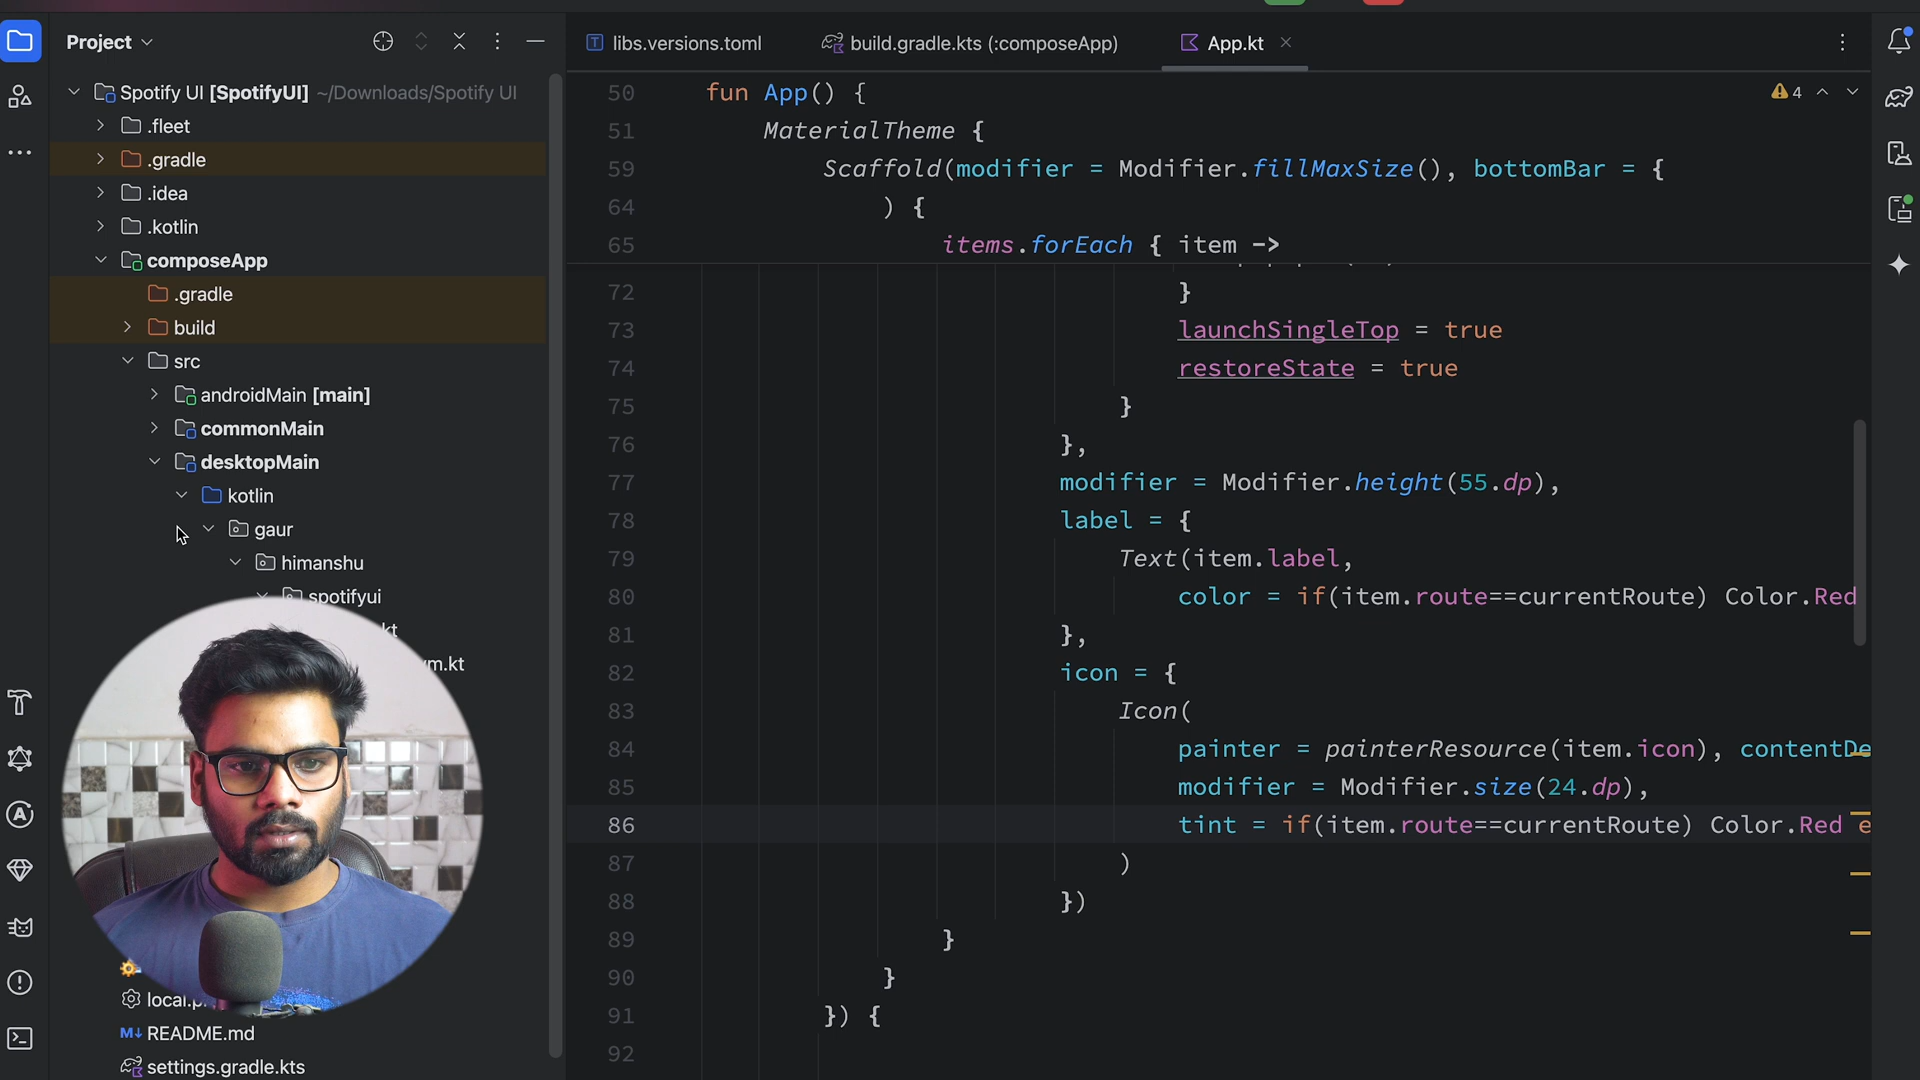 Project
Spotify UI [SpotifyUI] ~/Downloads/Spotify UI
.fleet
.gradle
.idea
.kotlin
composeApp
.gradle
build
src
androidMain [main]
commonMain
desktopMain
kotlin
gaur
himanshu
spotifyui
README.md
settings.gradle.kts
libs.versions.toml
build.gradle.kts (:composeApp)
App.kt
4
50 fun App() {
51 MaterialTheme {
59 Scaffold(modifier = Modifier.fillMaxSize(), bottomBar = {
64 ) {
65 items.forEach { item ->
72 }
73 launchSingleTop = true
74 restoreState = true
75 }
76 },
77 modifier = Modifier.height(55.dp),
78 label = {
79 Text(item.label,
80 color = if(item.route==currentRoute) Color.Red
81 },
82 icon = {
83 Icon(
84 painter = painterResource(item.icon), contentDe
85 modifier = Modifier.size(24.dp),
86 tint = if(item.route==currentRoute) Color.Red e
87 )
88 })
89 }
90 }
91 }) {
92